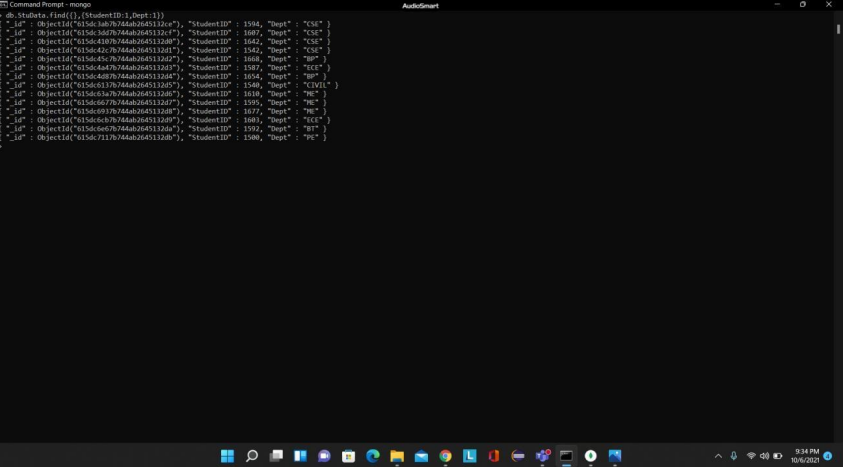 Command Prompt - mongo
AudioSmart
> db.StuData.find({},{StudentID:1,Dept:1})
{ "_id" : ObjectId("615dc3ab7b744ab2645132ce"), "StudentID" : 1594, "Dept" : "CSE" }
{ "_id" : ObjectId("615dc3dd7b744ab2645132cf"), "StudentID" : 1607, "Dept" : "CSE" }
{ "_id" : ObjectId("615dc4107b744ab2645132d0"), "StudentID" : 1642, "Dept" : "CSE" }
{ "_id" : ObjectId("615dc42c7b744ab2645132d1"), "StudentID" : 1542, "Dept" : "CSE" }
{ "_id" : ObjectId("615dc45c7b744ab2645132d2"), "StudentID" : 1668, "Dept" : "BP" }
{ "_id" : ObjectId("615dc4a47b744ab2645132d3"), "StudentID" : 1587, "Dept" : "ECE" }
{ "_id" : ObjectId("615dc4d87b744ab2645132d4"), "StudentID" : 1654, "Dept" : "BP" }
{ "_id" : ObjectId("615dc6137b744ab2645132d5"), "StudentID" : 1540, "Dept" : "CIVIL" }
{ "_id" : ObjectId("615dc63a7b744ab2645132d6"), "StudentID" : 1610, "Dept" : "ME" }
{ "_id" : ObjectId("615dc6677b744ab2645132d7"), "StudentID" : 1595, "Dept" : "ME" }
{ "_id" : ObjectId("615dc6937b744ab2645132d8"), "StudentID" : 1677, "Dept" : "ME" }
{ "_id" : ObjectId("615dc6cb7b744ab2645132d9"), "StudentID" : 1603, "Dept" : "ECE" }
{ "_id" : ObjectId("615dc6e67b744ab2645132da"), "StudentID" : 1592, "Dept" : "BT" }
{ "_id" : ObjectId("615dc7117b744ab2645132db"), "StudentID" : 1500, "Dept" : "PE" }
>
9:34 PM
10/6/2021